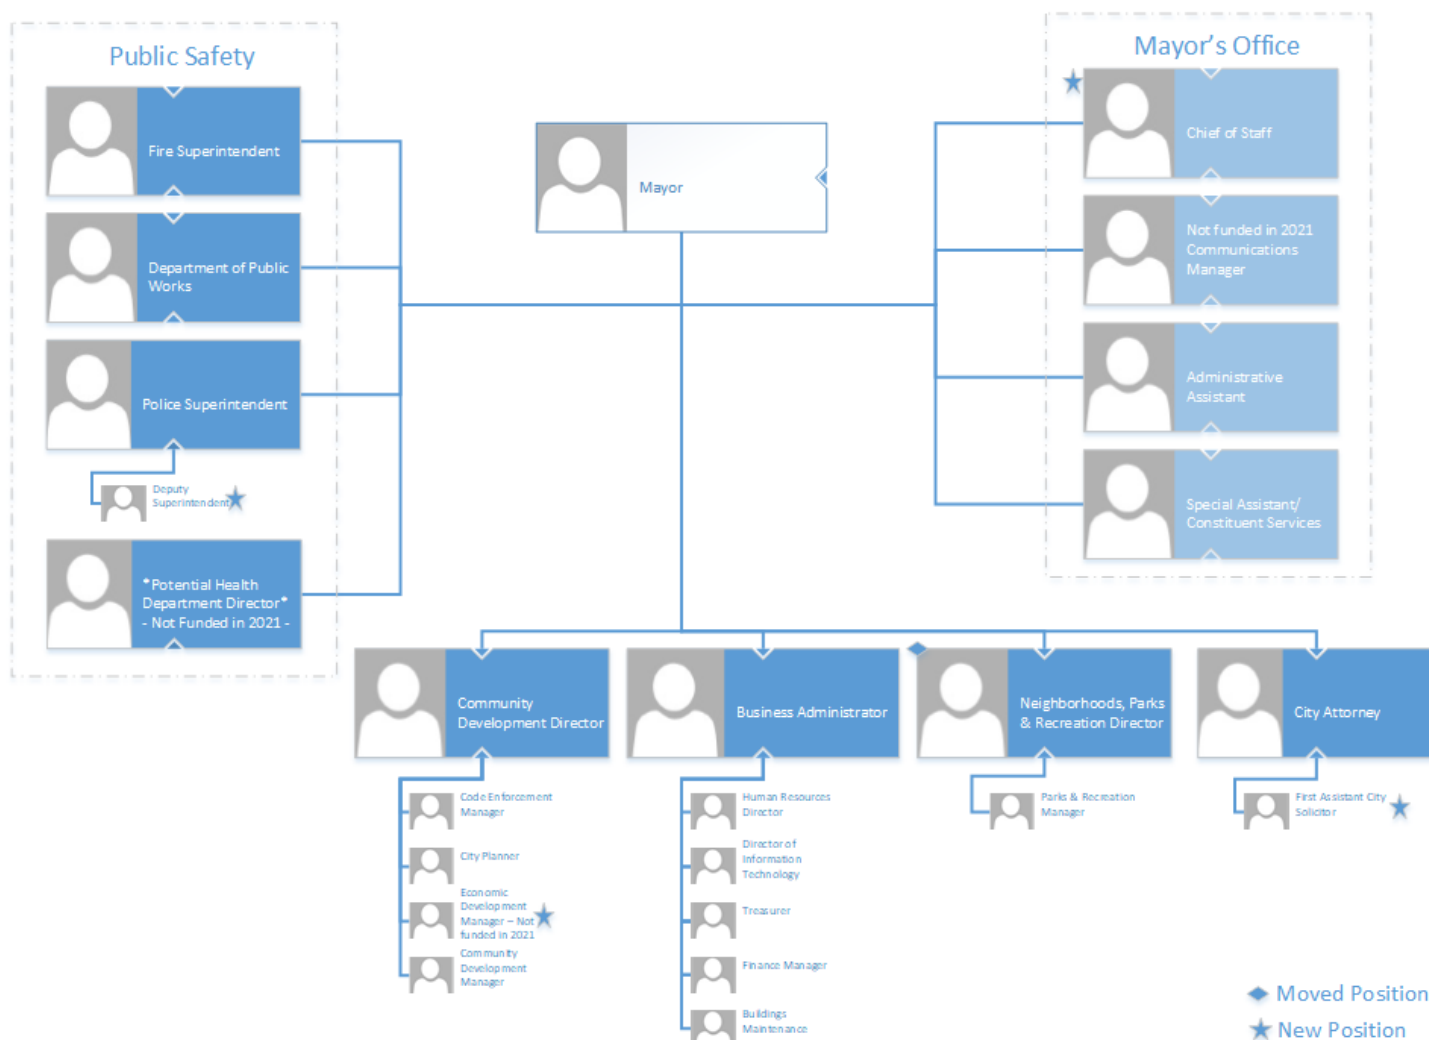 Public Safety
Fire Superintendent
Department of Public
Works
Police Superintendent
Deputy
Superintendent
*Potential Health
Department Director*
- Not Funded in 2021 -
Mayor
Mayor's Office
Chief of Staff
Not funded in 2021
Communications
Manager
Administrative
Assistant
Special Assistant/
Constituent Services
Community
Development Director
Code Enforcement
Manager
City Planner
Economic
Development
Manager – Not
funded in 2021
Community
Development
Manager
Business Administrator
Human Resources
Director
Director of
Information
Technology
Treasurer
Finance Manager
Buildings
Maintenance
Neighborhoods, Parks
& Recreation Director
Parks & Recreation
Manager
City Attorney
First Assistant City
Solicitor
Moved Position
New Position